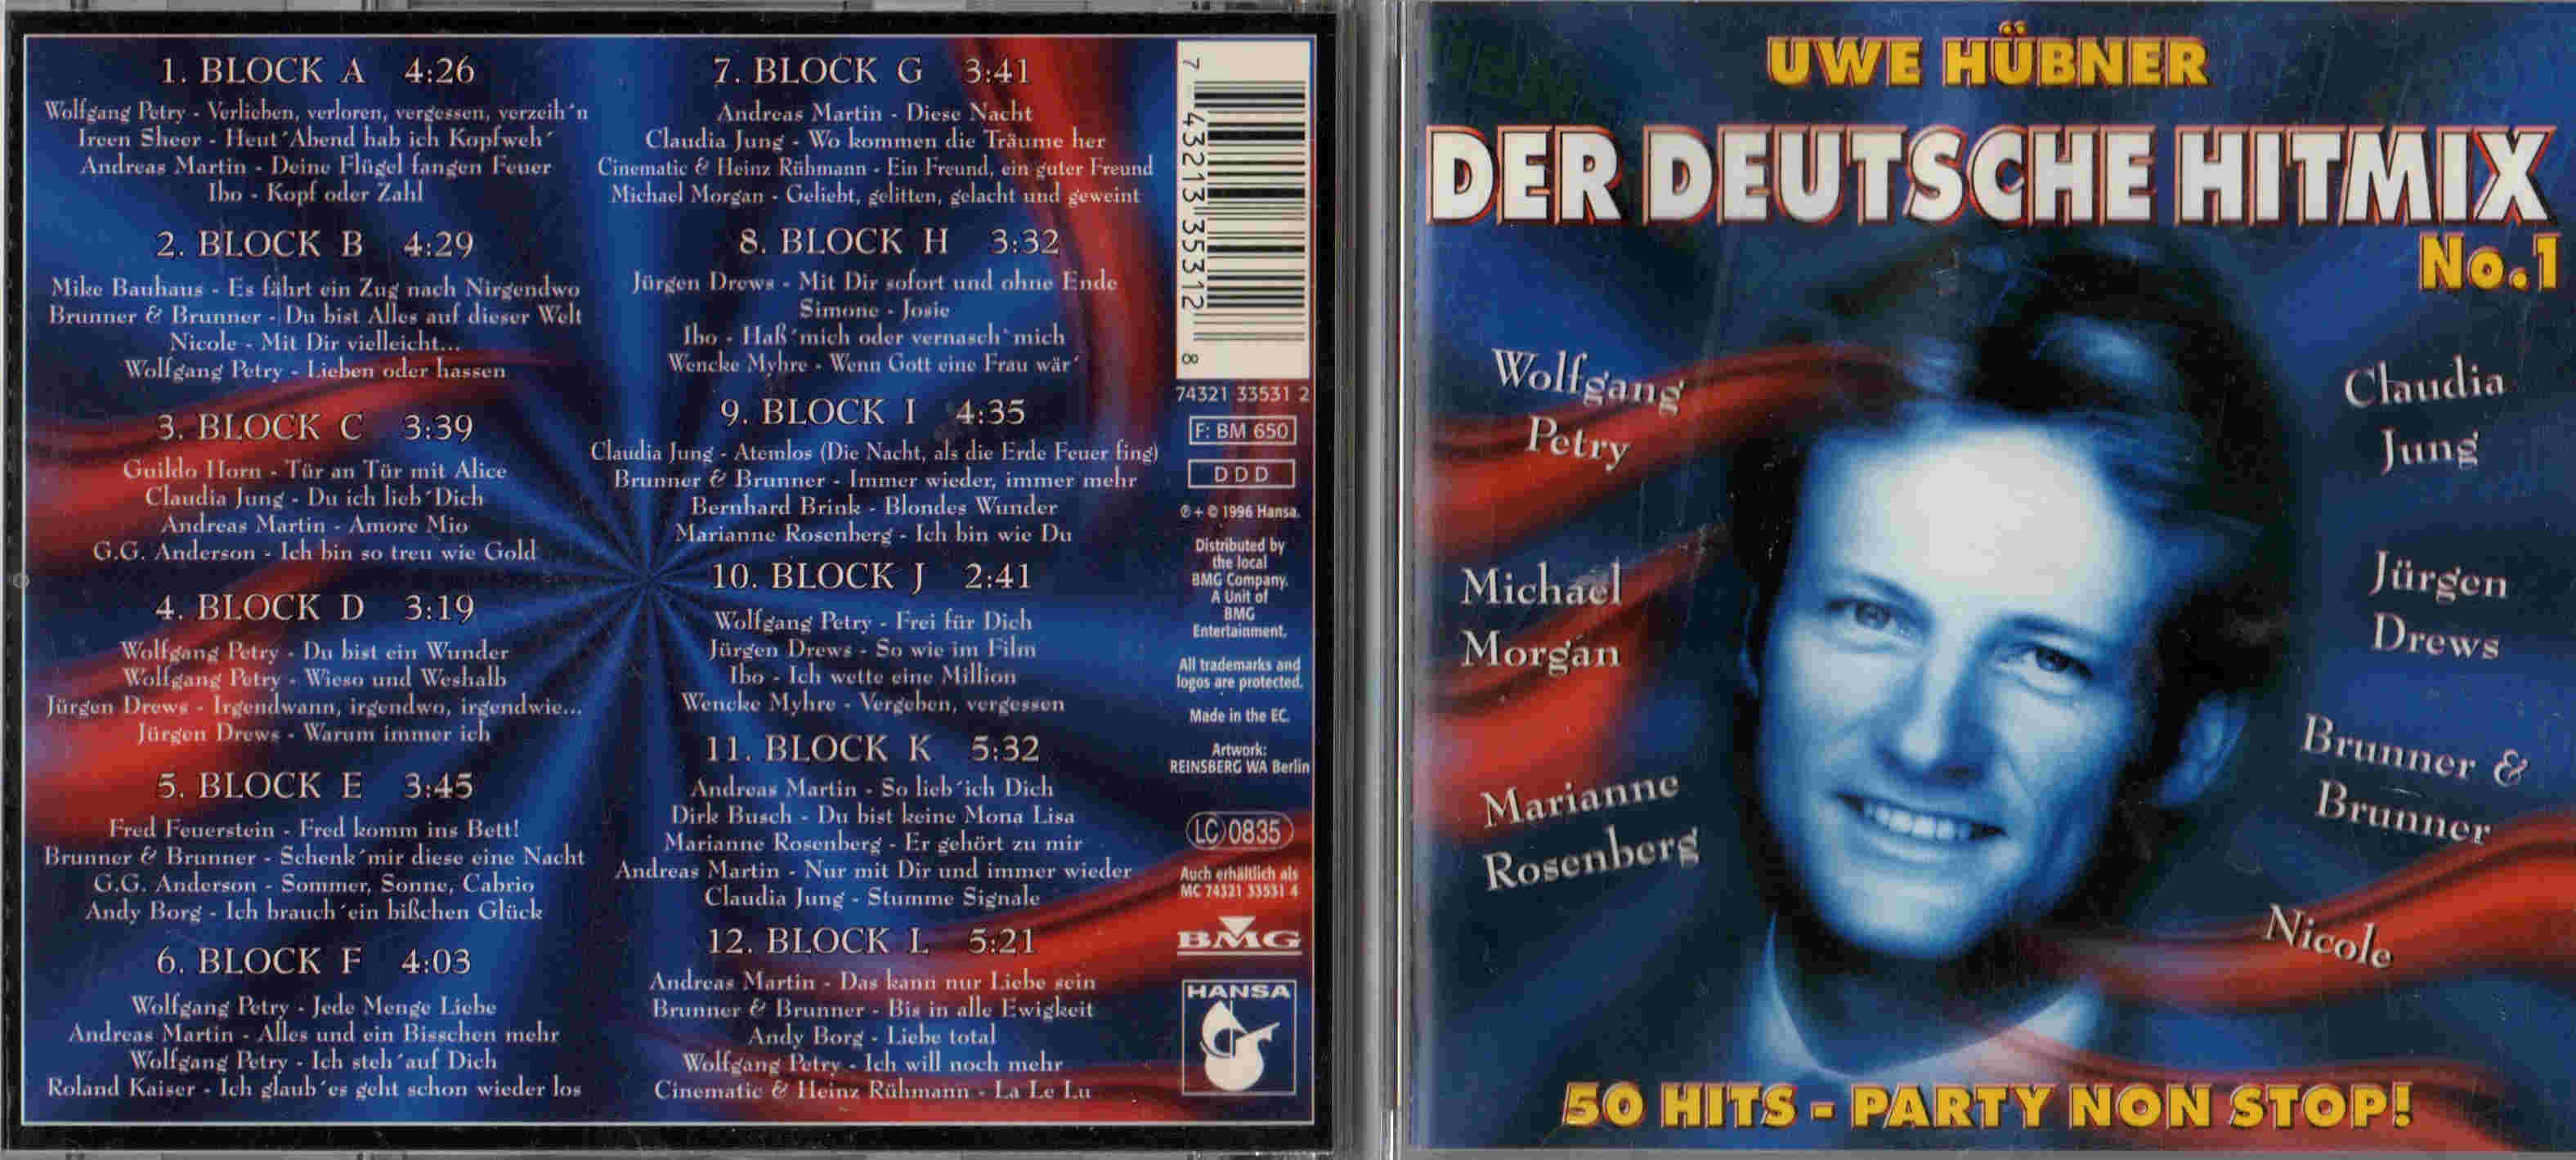 1. BLOCK A 4:26
Wolfgang Petry - Verlieben, verloren, vergessen, verzeih´n
Ireen Sheer - Heut´Abend hab ich Kopfweh´
Andreas Martin - Deine Flügel fangen Feuer
Ibo - Kopf oder Zahl
2. BLOCK B 4:29
Mike Bauhaus - Es fährt ein Zug nach Nirgendwo
Brunner & Brunner - Du bist Alles auf dieser Welt
Nicole - Mit Dir vielleicht...
Wolfgang Petry - Lieben oder hassen
3. BLOCK C 3:39
Guildo Horn - Tür an Tür mit Alice
Claudia Jung - Du ich lieb´Dich
Andreas Martin - Amore Mio
G.G. Anderson - Ich bin so treu wie Gold
4. BLOCK D 3:19
Wolfgang Petry - Du bist ein Wunder
Wolfgang Petry - Wieso und Weshalb
Jürgen Drews - Irgendwann, irgendwo, irgendwie...
Jürgen Drews - Warum immer ich
5. BLOCK E 3:45
Fred Feuerstein - Fred komm ins Bett!
Brunner & Brunner - Schenk´mir diese eine Nacht
G.G. Anderson - Sommer, Sonne, Cabrio
Andy Borg - Ich brauch´ein bißchen Glück
6. BLOCK F 4:03
Wolfgang Petry - Jede Menge Liebe
Andreas Martin - Alles und ein Bisschen mehr
Wolfgang Petry - Ich steh´auf Dich
Roland Kaiser - Ich glaub´es geht schon wieder los
7. BLOCK G 3:41
Andreas Martin - Diese Nacht
Claudia Jung - Wo kommen die Träume her
Cinematic & Heinz Rühmann - Ein Freund, ein guter Freund
Michael Morgan - Geliebt, gelitten, gelacht und geweint
8. BLOCK H 3:32
Jürgen Drews - Mit Dir sofort und ohne Ende
Simone - Josie
Ibo - Haß´mich oder vernasch`mich
Wencke Myhre - Wenn Gott eine Frau wär´
9. BLOCK I 4:35
Claudia Jung - Atemlos (Die Nacht, als die Erde Feuer fing)
Brunner & Brunner - Immer wieder, immer mehr
Bernhard Brink - Blondes Wunder
Marianne Rosenberg - Ich bin wie Du
10. BLOCK J 2:41
Wolfgang Petry - Frei für Dich
Jürgen Drews - So wie im Film
Ibo - Ich wette eine Million
Wencke Myhre - Vergeben, vergessen
11. BLOCK K 5:32
Andreas Martin - So lieb´ich Dich
Dirk Busch - Du bist keine Mona Lisa
Marianne Rosenberg - Er gehört zu mir
Andreas Martin - Nur mit Dir und immer wieder
Claudia Jung - Stumme Signale
12. BLOCK L 5:21
Andreas Martin - Das kann nur Liebe sein
Brunner & Brunner - Bis in alle Ewigkeit
Andy Borg - Liebe total
Wolfgang Petry - Ich will noch mehr
Cinematic & Heinz Rühmann - La Le Lu
7 43213 35312 8
74321 33531 2
F: BM 650
D D D
℗ + © 1996 Hansa.
Distributed by
the local
BMG Company.
A Unit of
BMG
Entertainment.
All trademarks and
logos are protected.
Made in the EC.
Artwork:
REINSBERG WA Berlin
LC 0835
Auch erhältlich als
MC 74321 33531 4
BMG
HANSA
UWE HÜBNER
DER DEUTSCHE HITMIX
No.1
Wolfgang
Petry
Michael
Morgan
Marianne
Rosenberg
Claudia
Jung
Jürgen
Drews
Brunner &
Brunner
Nicole
50 HITS - PARTY NON STOP!